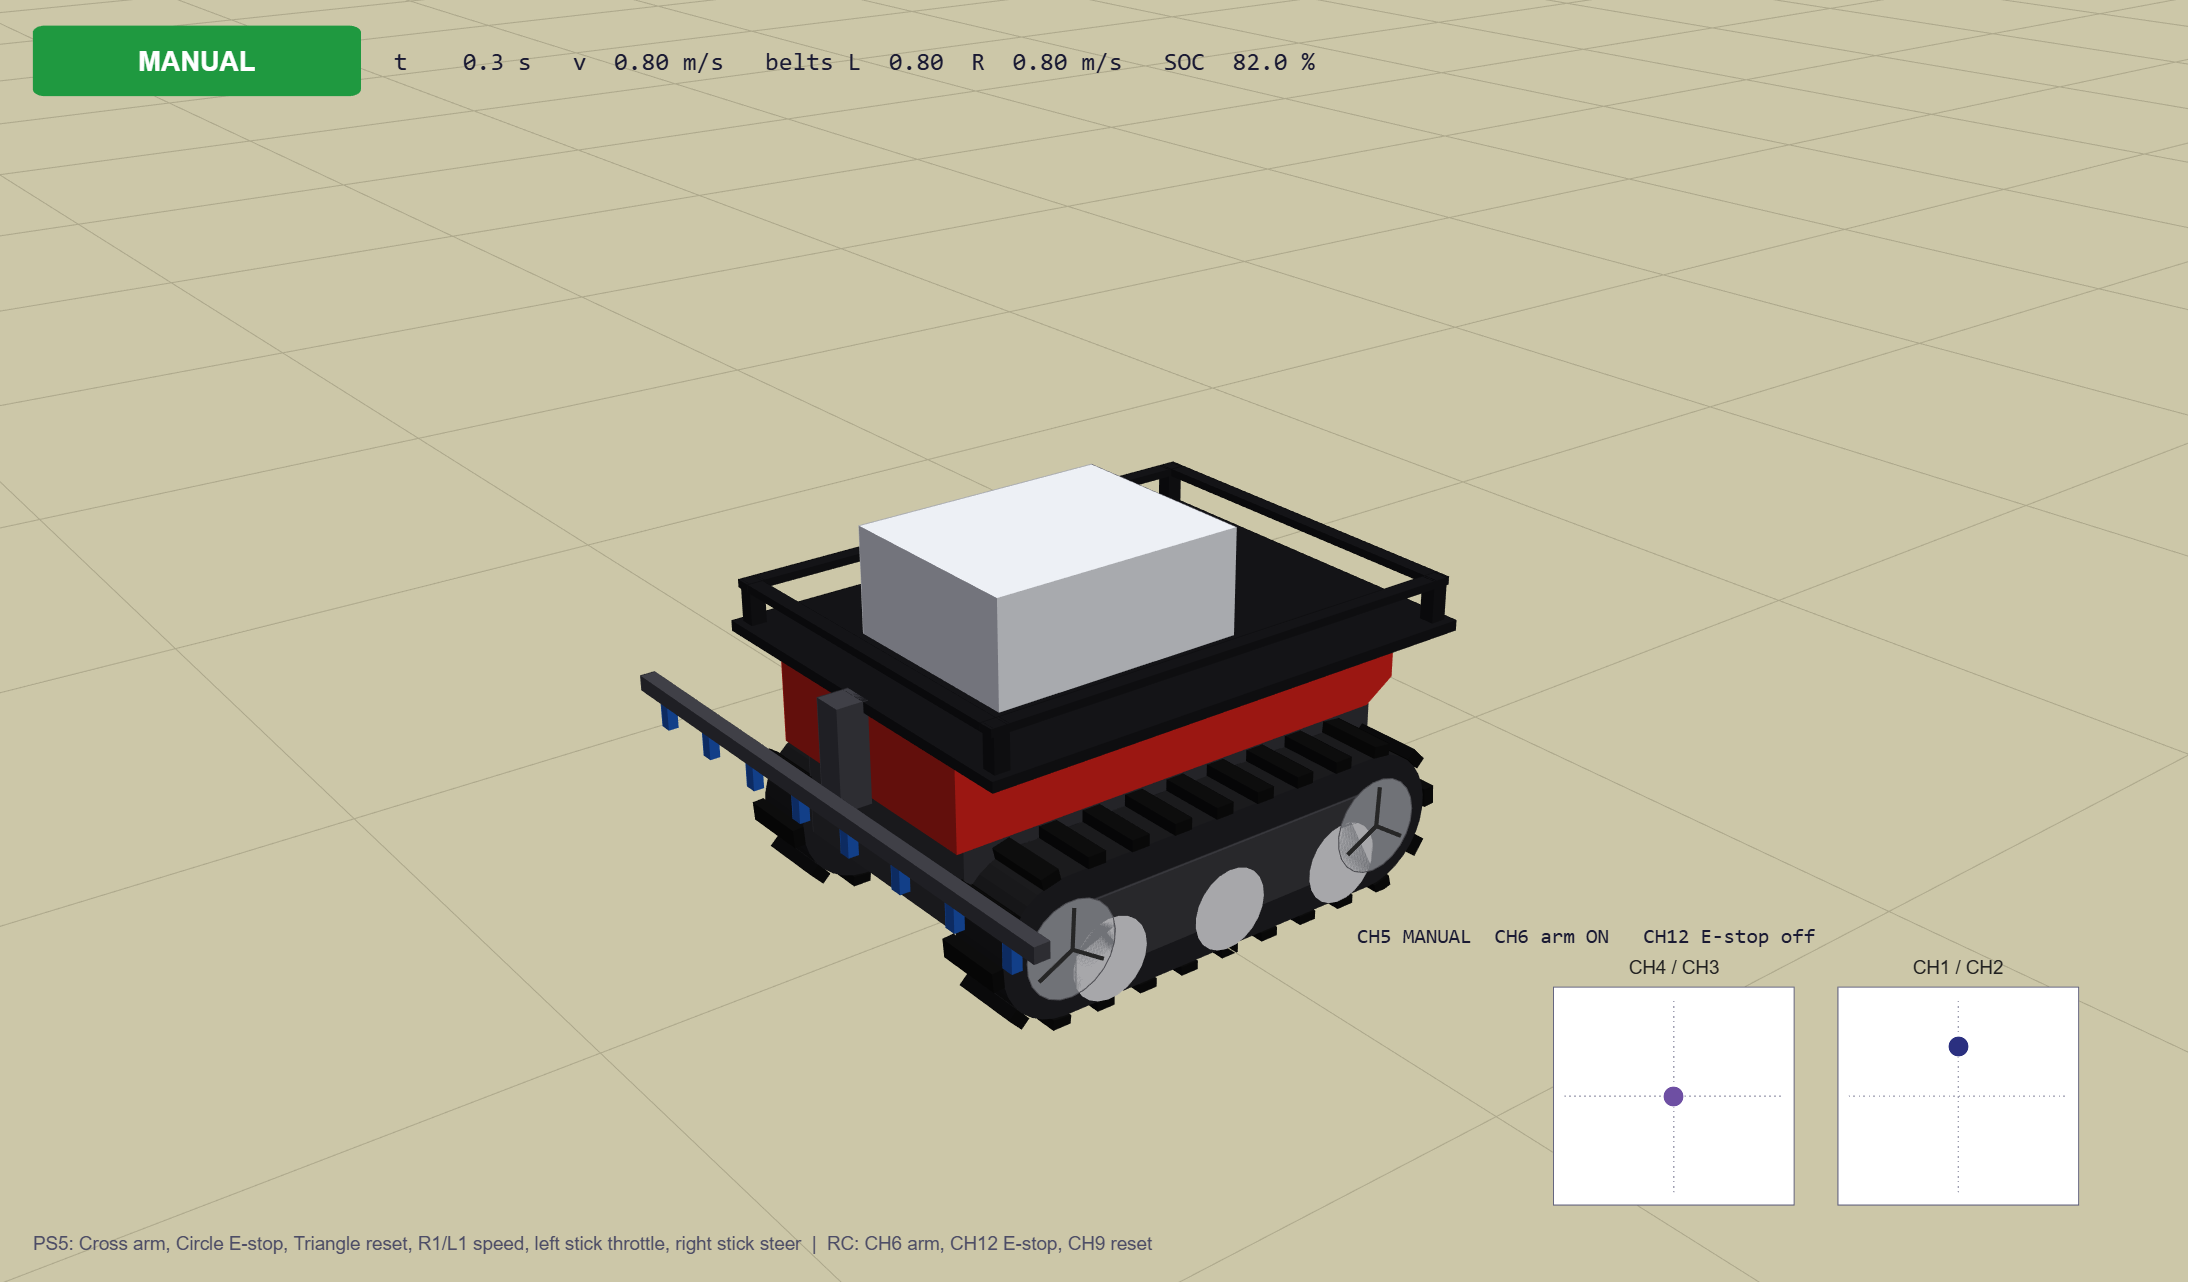 MANUAL t 0.3 s v 0.80 m/s belts L 0.80 R 0.80 m/s SOC 82.0 %
CH5 MANUAL CH6 arm ON CH12 E-stop off
CH4 / CH3 CH1 / CH2
PS5: Cross arm, Circle E-stop, Triangle reset, R1/L1 speed, left stick throttle, right stick steer | RC: CH6 arm, CH12 E-stop, CH9 reset